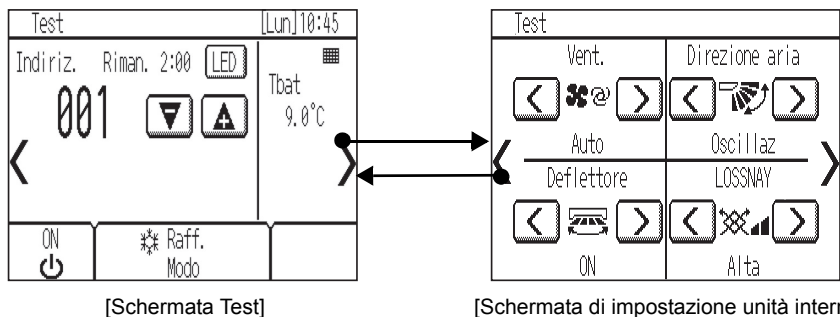 Test [Lun]10:45
Indiriz. Riman. 2:00 LED
001
Tbat
9.0°C
ON
Raff.
Modo
[Schermata Test]
Test
Vent. Direzione aria
Auto Oscillaz
Deflettore LOSSNAY
ON Alta
[Schermata di impostazione unità intern